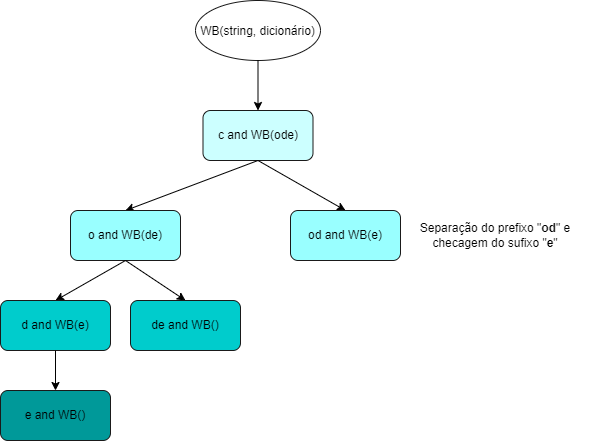 WB(string, dicionário)
c and WB(ode)
o and WB(de)
od and WB(e)
Separação do prefixo "od" e
checagem do sufixo "e"
d and WB(e)
de and WB()
e and WB()